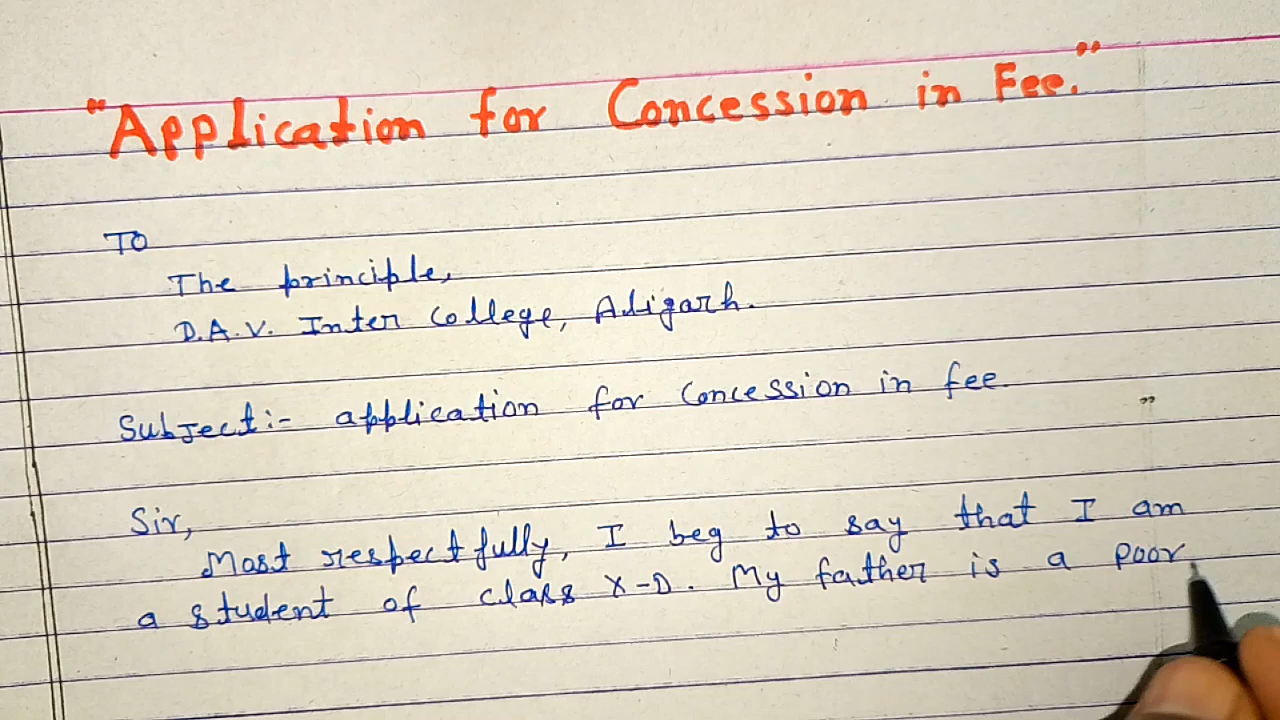 "Application for Concession in Fee."
To
The principle,
D.A.V. Inter College, Aligarh.
Subject:- application for concession in fee.
Sir,
Most respectfully, I beg to say that I am
a student of class X-D. My father is a poor